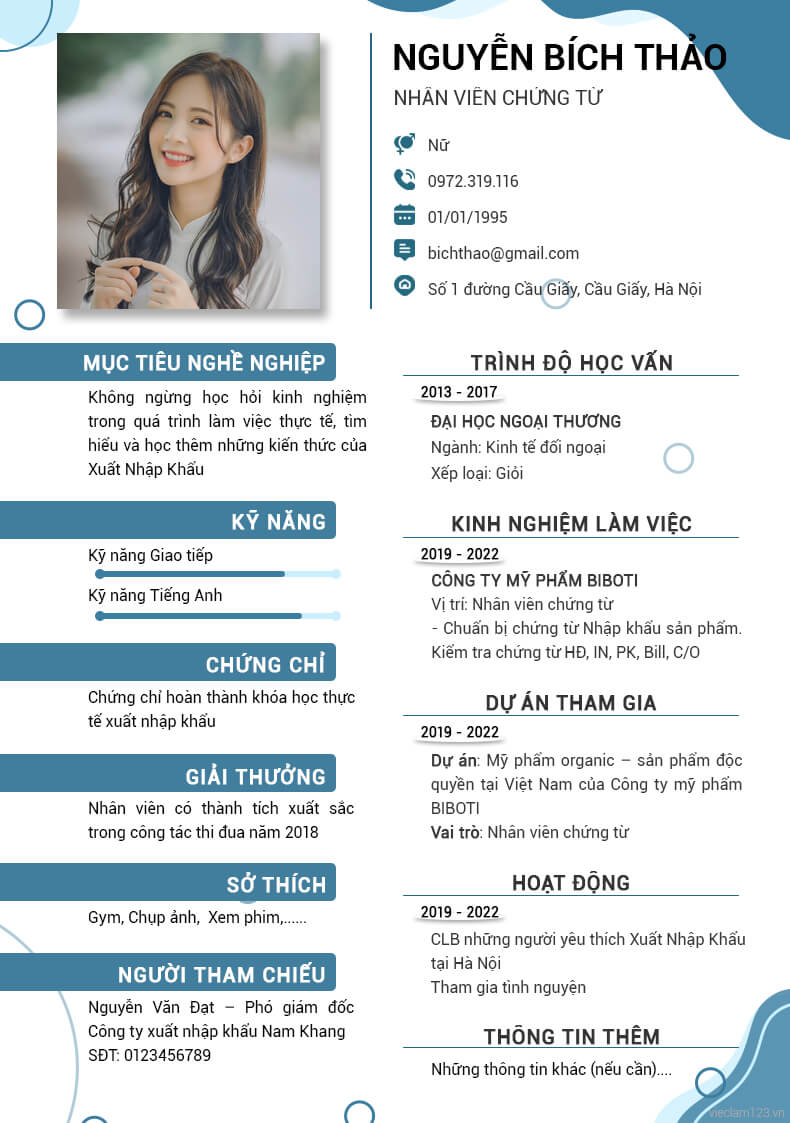 NGUYỄN BÍCH THẢO
NHÂN VIÊN CHỨNG TỪ
Nữ
0972.319.116
01/01/1995
bichthao@gmail.com
Số 1 đường Cầu Giấy, Cầu Giấy, Hà Nội
MỤC TIÊU NGHỀ NGHIỆP
Không ngừng học hỏi kinh nghiệm
trong quá trình làm việc thực tế, tìm
hiểu và học thêm những kiến thức của
Xuất Nhập Khẩu
KỸ NĂNG
Kỹ năng Giao tiếp
Kỹ năng Tiếng Anh
CHỨNG CHỈ
Chứng chỉ hoàn thành khóa học thực
tế xuất nhập khẩu
GIẢI THƯỞNG
Nhân viên có thành tích xuất sắc
trong công tác thi đua năm 2018
SỞ THÍCH
Gym, Chụp ảnh, Xem phim,......
NGƯỜI THAM CHIẾU
Nguyễn Văn Đạt – Phó giám đốc
Công ty xuất nhập khẩu Nam Khang
SĐT: 0123456789
TRÌNH ĐỘ HỌC VẤN
2013 - 2017
ĐẠI HỌC NGOẠI THƯƠNG
Ngành: Kinh tế đối ngoại
Xếp loại: Giỏi
KINH NGHIỆM LÀM VIỆC
2019 - 2022
CÔNG TY MỸ PHẨM BIBOTI
Vị trí: Nhân viên chứng từ
- Chuẩn bị chứng từ Nhập khẩu sản phẩm.
Kiểm tra chứng từ HĐ, IN, PK, Bill, C/O
DỰ ÁN THAM GIA
2019 - 2022
Dự án: Mỹ phẩm organic – sản phẩm độc
quyền tại Việt Nam của Công ty mỹ phẩm
BIBOTI
Vai trò: Nhân viên chứng từ
HOẠT ĐỘNG
2019 - 2022
CLB những người yêu thích Xuất Nhập Khẩu
tại Hà Nội
Tham gia tình nguyện
THÔNG TIN THÊM
Những thông tin khác (nếu cần)....
vieclam123.vn